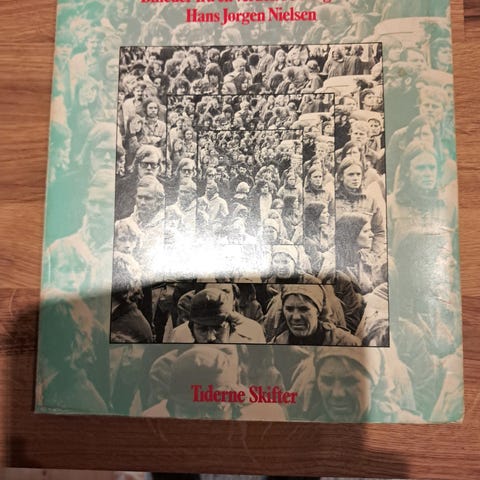 Hans Jørgen Nielsen
Tiderne Skifter